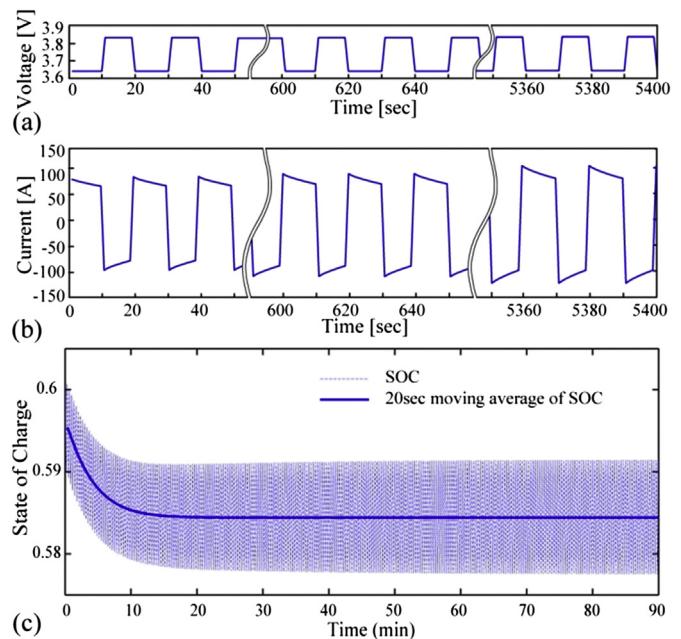 Voltage [V]
3.9
3.8
3.7
3.6
0 20 40 600 620 640 5360 5380 5400
Time [sec]
(a)
Current [A]
150
100
50
0
-50
-100
-150
0 20 40 600 620 640 5360 5380 5400
Time [sec]
(b)
State of Charge
0.6
0.59
0.58
SOC
20sec moving average of SOC
0 10 20 30 40 50 60 70 80 90
Time (min)
(c)